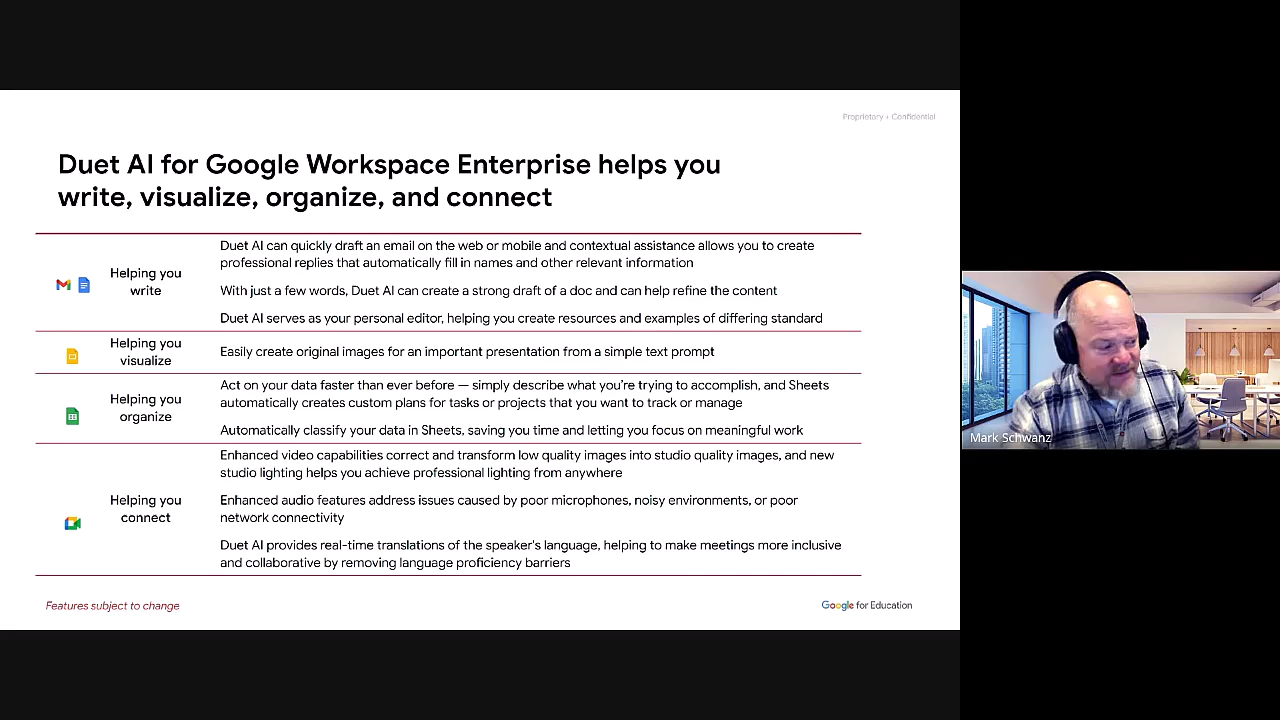 Proprietary + Confidential
Duet AI for Google Workspace Enterprise helps you
write, visualize, organize, and connect
Helping you
write
Duet AI can quickly draft an email on the web or mobile and contextual assistance allows you to create
professional replies that automatically fill in names and other relevant information
With just a few words, Duet AI can create a strong draft of a doc and can help refine the content
Duet AI serves as your personal editor, helping you create resources and examples of differing standard
Helping you
visualize
Easily create original images for an important presentation from a simple text prompt
Helping you
organize
Act on your data faster than ever before — simply describe what you're trying to accomplish, and Sheets
automatically creates custom plans for tasks or projects that you want to track or manage
Automatically classify your data in Sheets, saving you time and letting you focus on meaningful work
Helping you
connect
Enhanced video capabilities correct and transform low quality images into studio quality images, and new
studio lighting helps you achieve professional lighting from anywhere
Enhanced audio features address issues caused by poor microphones, noisy environments, or poor
network connectivity
Duet AI provides real-time translations of the speaker's language, helping to make meetings more inclusive
and collaborative by removing language proficiency barriers
Features subject to change
Google for Education
Mark Schwanz